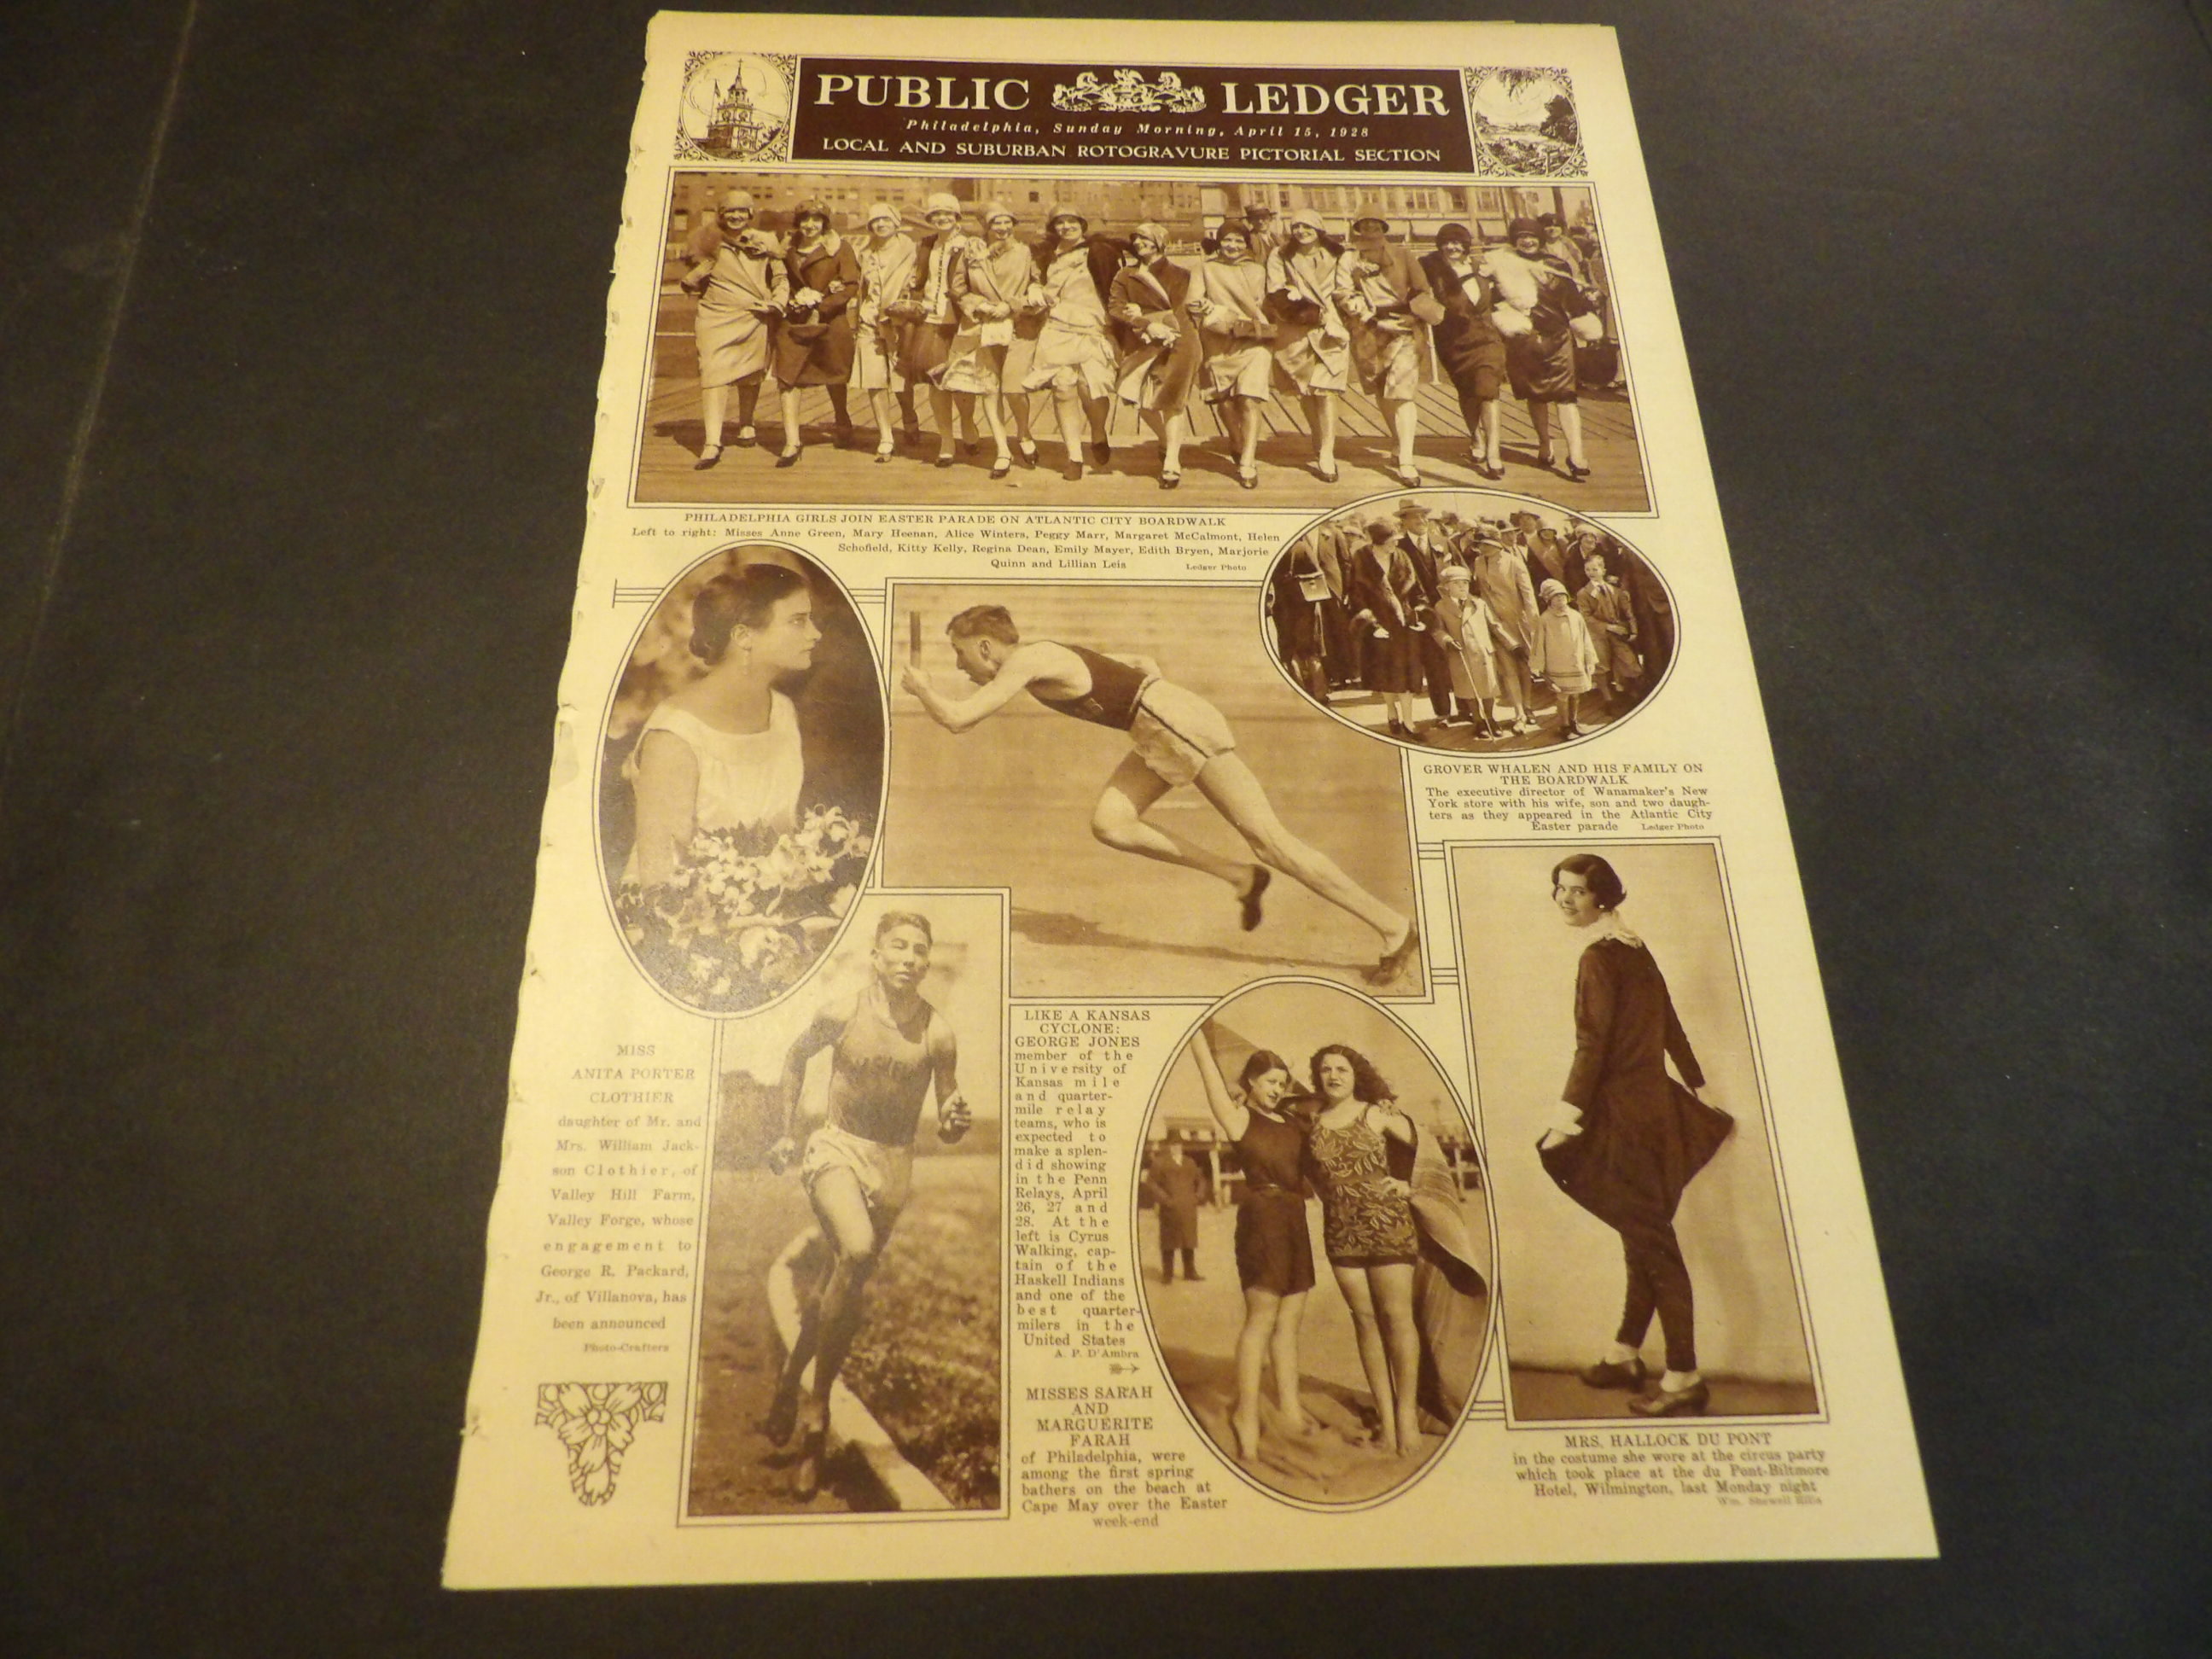 PUBLIC LEDGER
Philadelphia, Sunday Morning, April 15, 1928
LOCAL AND SUBURBAN ROTOGRAVURE PICTORIAL SECTION
PHILADELPHIA GIRLS JOIN EASTER PARADE ON ATLANTIC CITY BOARDWALK
Left to right: Misses Anne Green, Mary Heenan, Alice Winters, Peggy Marr, Margaret McCalmont, Helen
Schofield, Kitty Kelly, Regina Dean, Emily Mayer, Edith Bryen, Marjorie
Quinn and Lillian Leis Ledger Photo
GROVER WHALEN AND HIS FAMILY ON
THE BOARDWALK
The executive director of Wanamaker's New
York store with his wife, son and two daugh-
ters as they appeared in the Atlantic City
Easter parade Ledger Photo
MISS
ANITA PORTER
CLOTHIER
daughter of Mr. and
Mrs. William Jack-
son Clothier, of
Valley Hill Farm,
Valley Forge, whose
engagement to
George R. Packard,
Jr., of Villanova, has
been announced
Photo-Crafters
LIKE A KANSAS
CYCLONE:
GEORGE JONES
member of the
University of
Kansas mile
and quarter-
mile relay
teams, who is
expected to
make a splen-
did showing
in the Penn
Relays, April
26, 27 and
28. At the
left is Cyrus
Walking, cap-
tain of the
Haskell Indians
and one of the
best quarter-
milers in the
United States
A. P. D'Ambra
MISSES SARAH
AND
MARGUERITE
FARAH
of Philadelphia, were
among the first spring
bathers on the beach at
Cape May over the Easter
week-end
MRS. HALLOCK DU PONT
in the costume she wore at the circus party
which took place at the du Pont-Biltmore
Hotel, Wilmington, last Monday night
Wm. Shewell Ellis